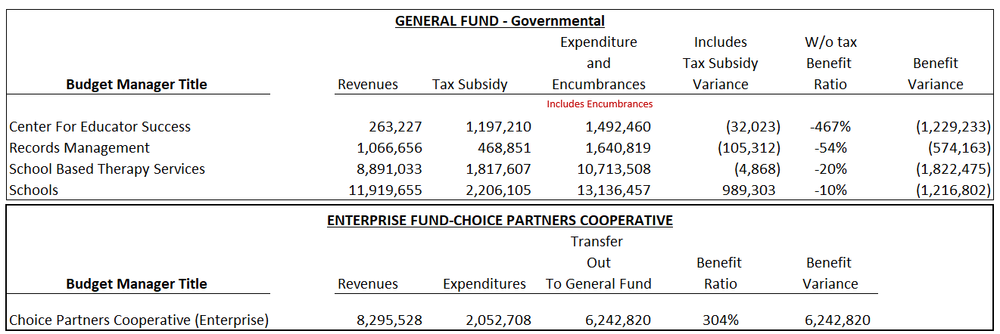 GENERAL FUND - Governmental
Expenditure Includes W/o tax
and Tax Subsidy Benefit Benefit
Budget Manager Title Revenues Tax Subsidy Encumbrances Variance Ratio Variance
Includes Encumbrances
Center For Educator Success 263,227 1,197,210 1,492,460 (32,023) -467% (1,229,233)
Records Management 1,066,656 468,851 1,640,819 (105,312) -54% (574,163)
School Based Therapy Services 8,891,033 1,817,607 10,713,508 (4,868) -20% (1,822,475)
Schools 11,919,655 2,206,105 13,136,457 989,303 -10% (1,216,802)
ENTERPRISE FUND-CHOICE PARTNERS COOPERATIVE
Transfer
Out Benefit Benefit
Budget Manager Title Revenues Expenditures To General Fund Ratio Variance
Choice Partners Cooperative (Enterprise) 8,295,528 2,052,708 6,242,820 304% 6,242,820